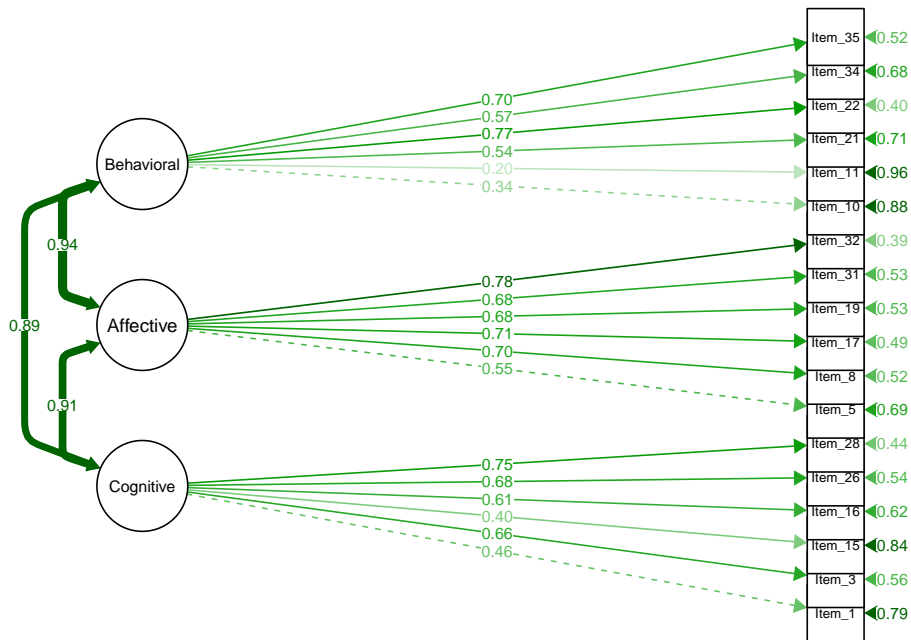 Item_35 0.52
Item_34 0.68
0.70
Item_22 0.40
0.57
0.77
Item_21 0.71
0.54
Behavioral
0.20
Item_11 0.96
0.34
Item_10 0.88
Item_32 0.39
0.94
Item_31 0.53
0.78
0.68
Item_19 0.53
0.68
Affective
0.89
0.71
Item_17 0.49
0.70
0.55
Item_8 0.52
0.91
Item_5 0.69
Item_28 0.44
0.75
Item_26 0.54
0.68
Cognitive
0.61
Item_16 0.62
0.40
0.66
Item_15 0.84
0.46
Item_3 0.56
Item_1 0.79